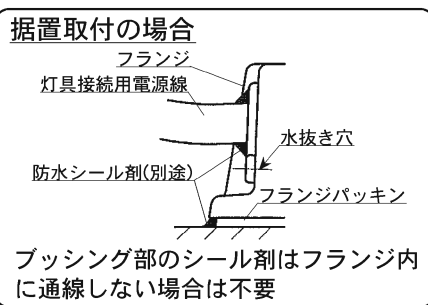 据置取付の場合
フランジ
灯具接続用電源線
水抜き穴
防水シール剤(別途)
フランジパッキン
ブッシング部のシール剤はフランジ内
に通線しない場合は不要